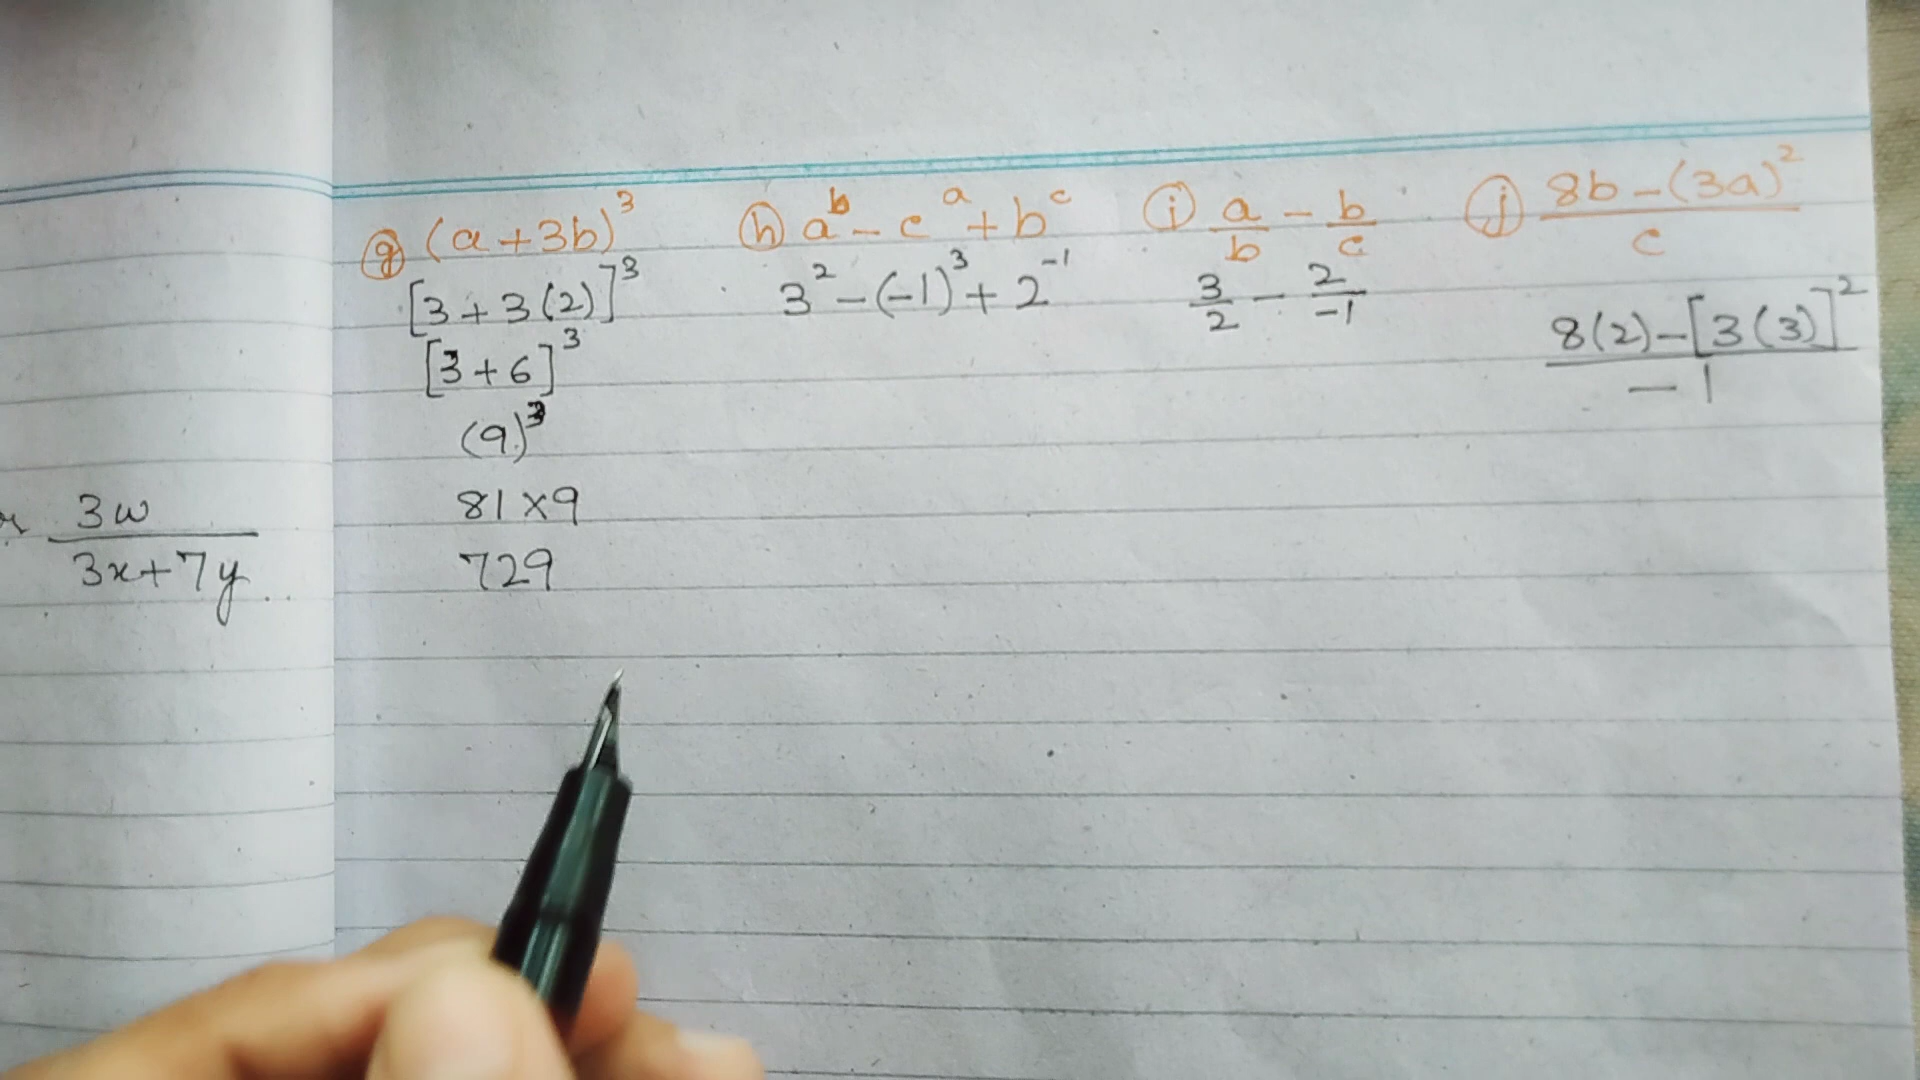 3w
3x+7y
g (a+3b)³
[3+3(2)]³
[3+6]³
(9)³
81×9
729
h aᵇ-cᵃ+bᶜ
3²-(-1)³+2⁻¹
i a/b - b/c
3/2 - 2/-1
j 8b-(3a)²
c
8(2)-[3(3)]²
-1